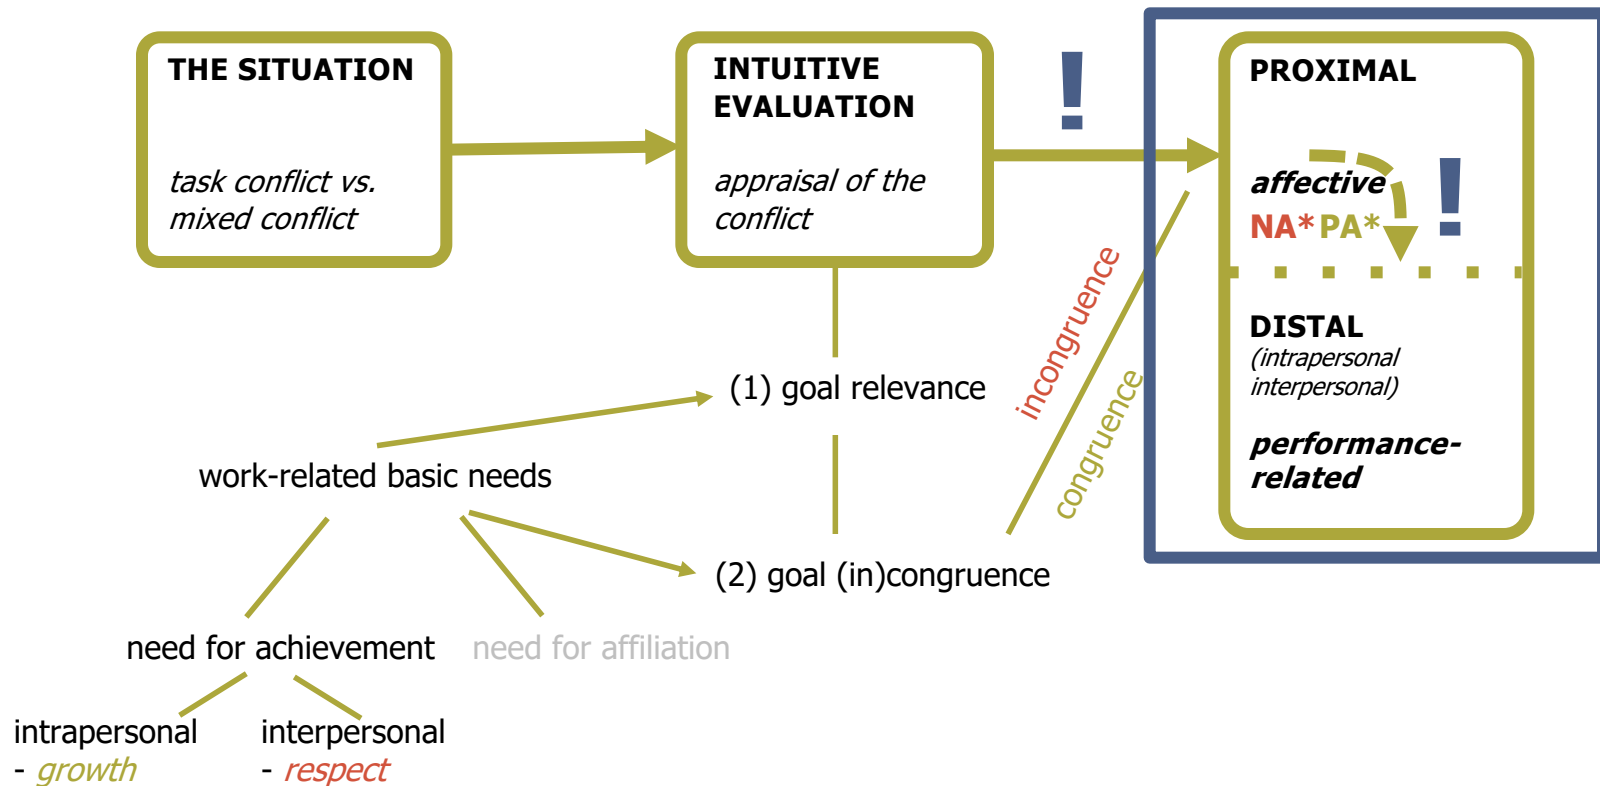 THE SITUATION
task conflict vs.
mixed conflict
INTUITIVE
EVALUATION
appraisal of the
conflict
!
PROXIMAL
affective
NA* PA*
!
DISTAL
(intrapersonal
interpersonal)
performance-
related
incongruence
congruence
(1) goal relevance
work-related basic needs
(2) goal (in)congruence
need for achievement
need for affiliation
intrapersonal
- growth
interpersonal
- respect